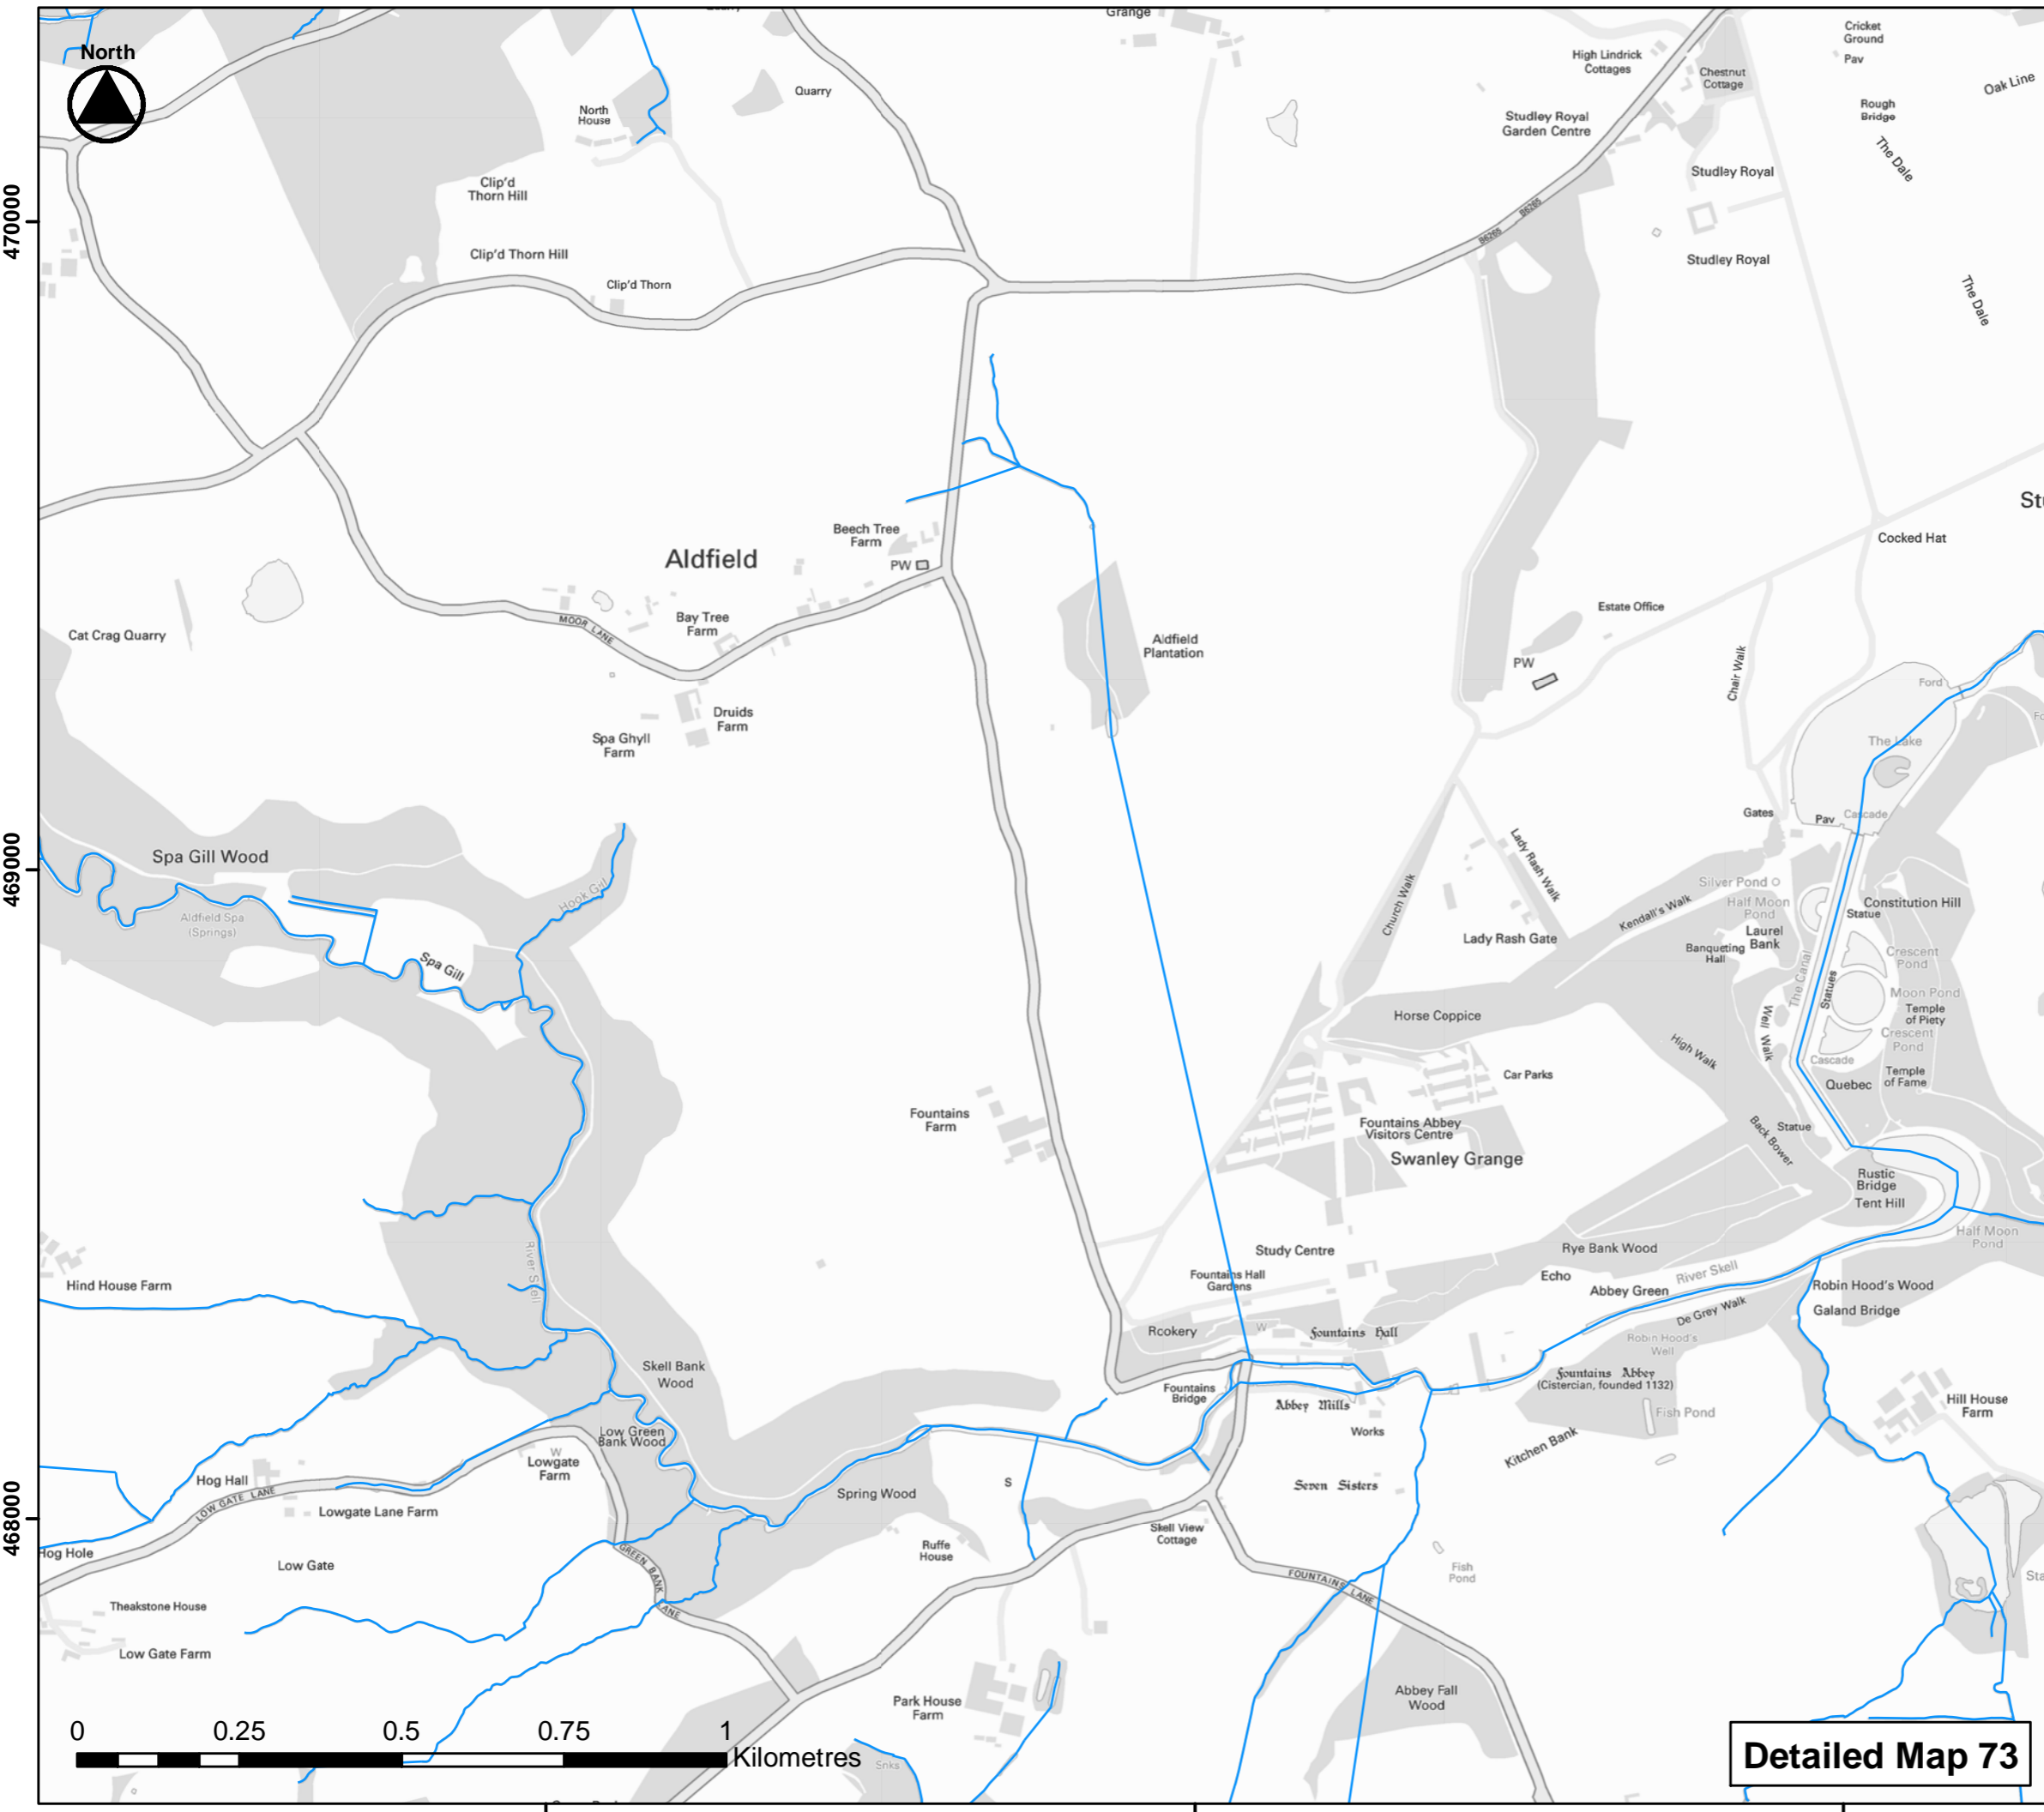 Grange
Cricket
Ground
Pav
High Lindrick
Cottages
Chestnut
Cottage
Oak Line
North
Quarry
North
House
Rough
Bridge
Studley Royal
Garden Centre
The Dale
Studley Royal
Clip'd
Thorn Hill
B6265
470000
B6265
Clip'd Thorn Hill
Studley Royal
Clip'd Thorn
The Dale
Beech Tree
Farm
Cocked Hat
Aldfield
PW
Estate Office
Bay Tree
Farm
MOOR LANE
Cat Crag Quarry
Aldfield
Plantation
PW
Chair Walk
Ford
Druids
Farm
Spa Ghyll
Farm
The Lake
Gates
Pav
Cascade
Spa Gill Wood
469000
Lady Rash Walk
Hook Gill
Silver Pond
Church Walk
Kendall's Walk
Half Moon
Pond
Constitution Hill
Statue
Aldfield Spa
(Springs)
Lady Rash Gate
Laurel
Bank
Banqueting
Hall
Crescent
Pond
Spa Gill
The Canal
Statues
Moon Pond
Horse Coppice
Temple
of Piety
Well Walk
High Walk
Crescent
Pond
Cascade
Car Parks
Quebec
Temple
of Fame
Fountains
Farm
Fountains Abbey
Visitors Centre
Statue
Back Bower
Swanley Grange
Rustic
Bridge
Tent Hill
Half Moon
Pond
Study Centre
Rye Bank Wood
River Skell
Fountains Hall
Gardens
Echo
Abbey Green
River Skell
Hind House Farm
Robin Hood's Wood
Galand Bridge
De Grey Walk
Rookery
W
Fountains Hall
Robin Hood's
Well
Skell Bank
Wood
Fountains Abbey
(Cistercian, founded 1132)
Fountains
Bridge
Abbey Mills
Fish Pond
Hill House
Farm
Works
Low Green
Bank Wood
Kitchen Bank
W
Lowgate
Farm
Hog Hall
S
Seven Sisters
LOW GATE LANE
Spring Wood
Lowgate Lane Farm
468000
Skell View
Cottage
Hog Hole
Ruffe
House
Low Gate
GREEN BANK LANE
Fish
Pond
FOUNTAINS LANE
Theakstone House
Low Gate Farm
Park House
Farm
Abbey Fall
Wood
0 0.25 0.5 0.75 1
Kilometres
Snks
Detailed Map 73